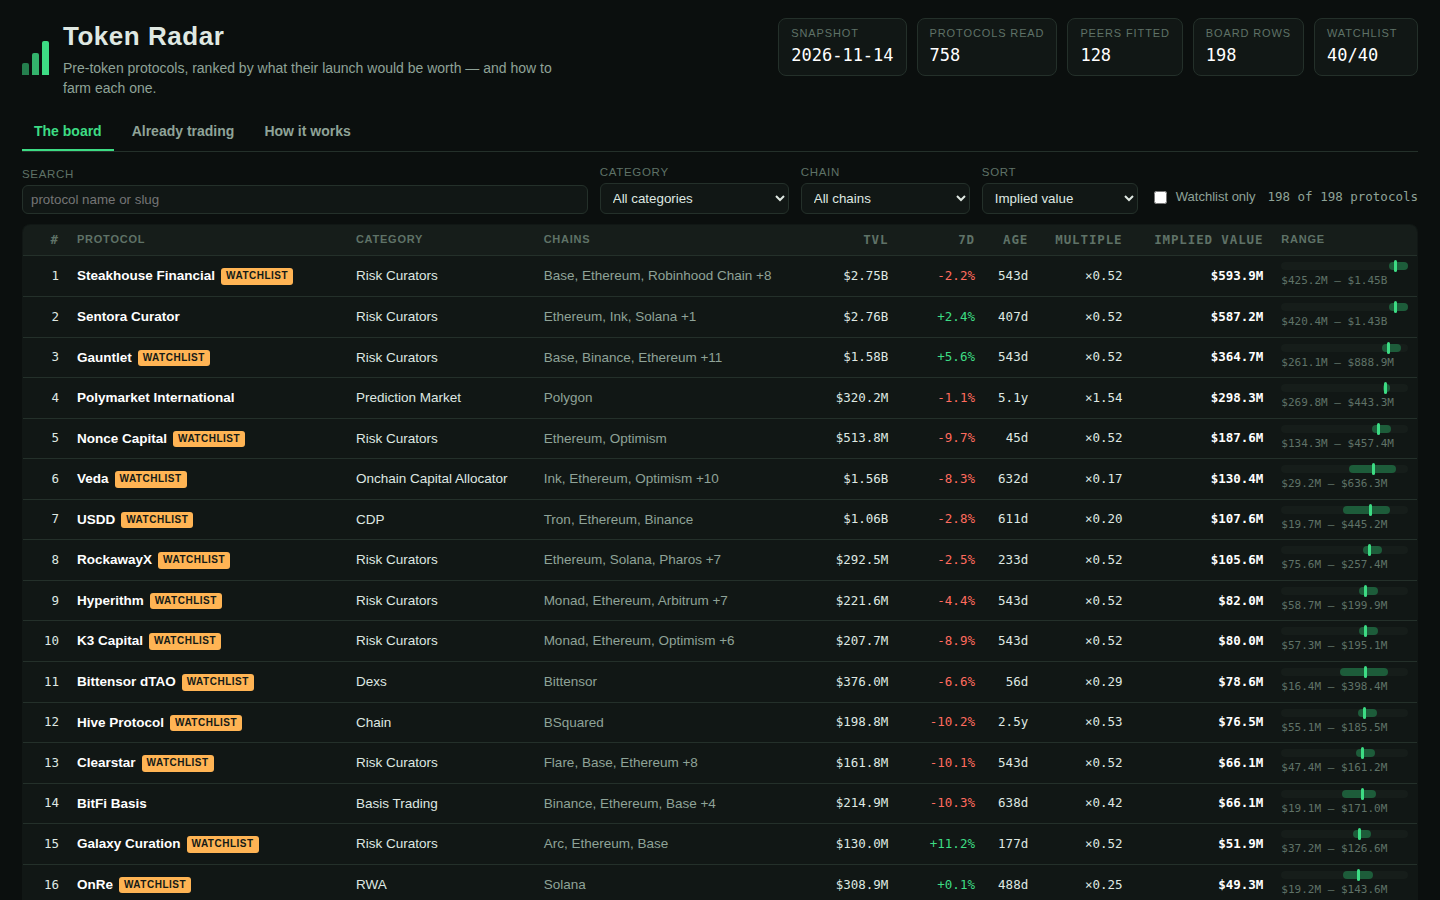 Token Radar
Pre-token protocols, ranked by what their launch would be worth — and how to
farm each one.
SNAPSHOT
2026-11-14
PROTOCOLS READ
758
PEERS FITTED
128
BOARD ROWS
198
WATCHLIST
40/40
The board Already trading How it works
SEARCH CATEGORY CHAIN SORT
protocol name or slug All categories All chains Implied value Watchlist only 198 of 198 protocols
# PROTOCOL CATEGORY CHAINS TVL 7D AGE MULTIPLE IMPLIED VALUE RANGE
1 Steakhouse Financial WATCHLIST Risk Curators Base, Ethereum, Robinhood Chain +8 $2.75B -2.2% 543d ×0.52 $593.9M $425.2M — $1.45B
2 Sentora Curator Risk Curators Ethereum, Ink, Solana +1 $2.76B +2.4% 407d ×0.52 $587.2M $420.4M — $1.43B
3 Gauntlet WATCHLIST Risk Curators Base, Binance, Ethereum +11 $1.58B +5.6% 543d ×0.52 $364.7M $261.1M — $888.9M
4 Polymarket International Prediction Market Polygon $320.2M -1.1% 5.1y ×1.54 $298.3M $269.8M — $443.3M
5 Nonce Capital WATCHLIST Risk Curators Ethereum, Optimism $513.8M -9.7% 45d ×0.52 $187.6M $134.3M — $457.4M
6 Veda WATCHLIST Onchain Capital Allocator Ink, Ethereum, Optimism +10 $1.56B -8.3% 632d ×0.17 $130.4M $29.2M — $636.3M
7 USDD WATCHLIST CDP Tron, Ethereum, Binance $1.06B -2.8% 611d ×0.20 $107.6M $19.7M — $445.2M
8 RockawayX WATCHLIST Risk Curators Ethereum, Solana, Pharos +7 $292.5M -2.5% 233d ×0.52 $105.6M $75.6M — $257.4M
9 Hyperithm WATCHLIST Risk Curators Monad, Ethereum, Arbitrum +7 $221.6M -4.4% 543d ×0.52 $82.0M $58.7M — $199.9M
10 K3 Capital WATCHLIST Risk Curators Monad, Ethereum, Optimism +6 $207.7M -8.9% 543d ×0.52 $80.0M $57.3M — $195.1M
11 Bittensor dTAO WATCHLIST Dexs Bittensor $376.0M -6.6% 56d ×0.29 $78.6M $16.4M — $398.4M
12 Hive Protocol WATCHLIST Chain BSquared $198.8M -10.2% 2.5y ×0.53 $76.5M $55.1M — $185.5M
13 Clearstar WATCHLIST Risk Curators Flare, Base, Ethereum +8 $161.8M -10.1% 543d ×0.52 $66.1M $47.4M — $161.2M
14 BitFi Basis Basis Trading Binance, Ethereum, Base +4 $214.9M -10.3% 638d ×0.42 $66.1M $19.1M — $171.0M
15 Galaxy Curation WATCHLIST Risk Curators Arc, Ethereum, Base $130.0M +11.2% 177d ×0.52 $51.9M $37.2M — $126.6M
16 OnRe WATCHLIST RWA Solana $308.9M +0.1% 488d ×0.25 $49.3M $19.2M — $143.6M